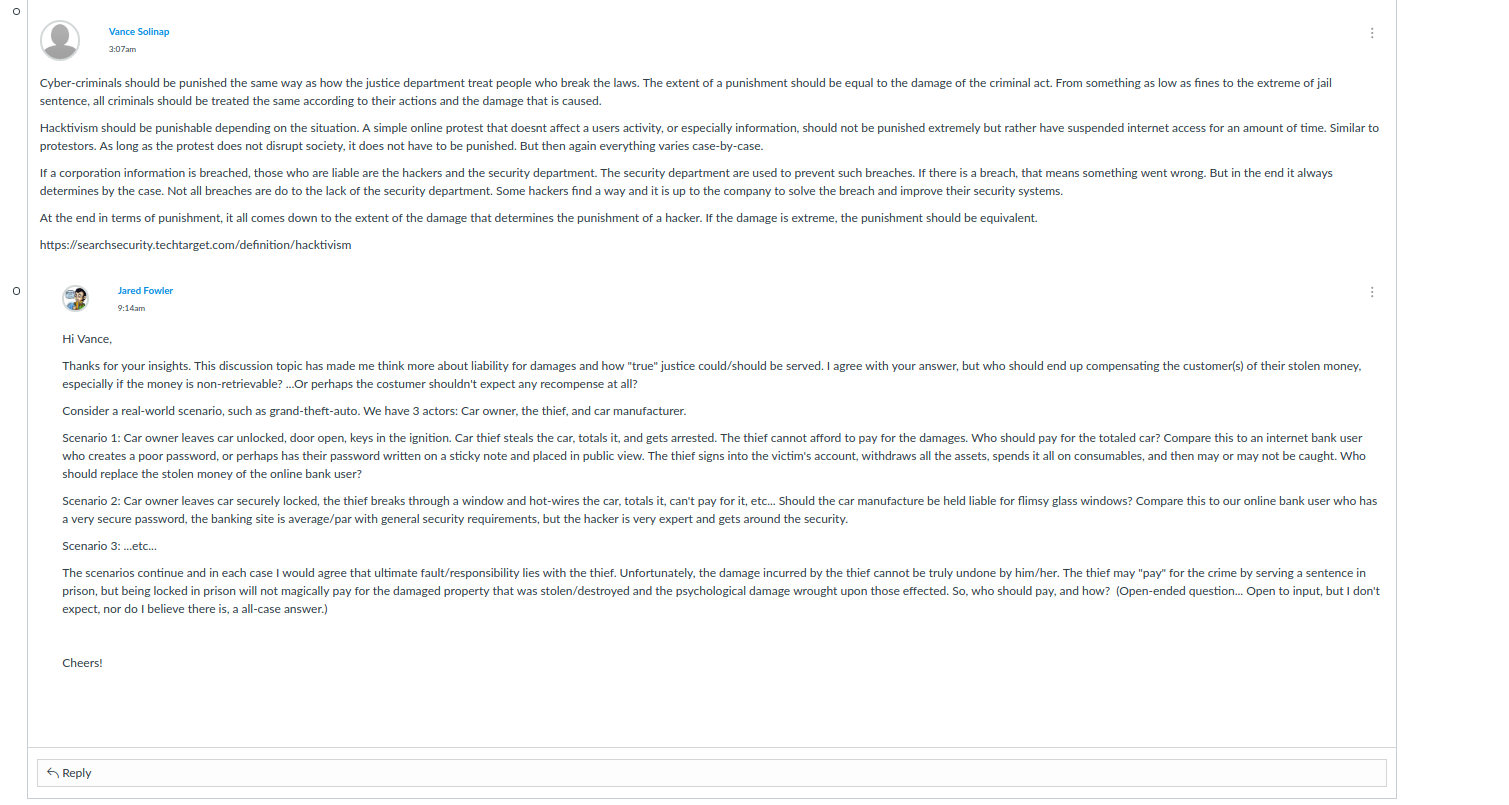 Vance Solinap
3:07am
Cyber-criminals should be punished the same way as how the justice department treat people who break the laws. The extent of a punishment should be equal to the damage of the criminal act. From something as low as fines to the extreme of jail
sentence, all criminals should be treated the same according to their actions and the damage that is caused.
Hacktivism should be punishable depending on the situation. A simple online protest that doesnt affect a users activity, or especially information, should not be punished extremely but rather have suspended internet access for an amount of time. Similar to
protestors. As long as the protest does not disrupt society, it does not have to be punished. But then again everything varies case-by-case.
If a corporation information is breached, those who are liable are the hackers and the security department. The security department are used to prevent such breaches. If there is a breach, that means something went wrong. But in the end it always
determines by the case. Not all breaches are do to the lack of the security department. Some hackers find a way and it is up to the company to solve the breach and improve their security systems.
At the end in terms of punishment, it all comes down to the extent of the damage that determines the punishment of a hacker. If the damage is extreme, the punishment should be equivalent.
https://searchsecurity.techtarget.com/definition/hacktivism
Jared Fowler
9:14am
Hi Vance,
Thanks for your insights. This discussion topic has made me think more about liability for damages and how "true" justice could/should be served. I agree with your answer, but who should end up compensating the customer(s) of their stolen money,
especially if the money is non-retrievable? ...Or perhaps the costumer shouldn't expect any recompense at all?
Consider a real-world scenario, such as grand-theft-auto. We have 3 actors: Car owner, the thief, and car manufacturer.
Scenario 1: Car owner leaves car unlocked, door open, keys in the ignition. Car thief steals the car, totals it, and gets arrested. The thief cannot afford to pay for the damages. Who should pay for the totaled car? Compare this to an internet bank user
who creates a poor password, or perhaps has their password written on a sticky note and placed in public view. The thief signs into the victim's account, withdraws all the assets, spends it all on consumables, and then may or may not be caught. Who
should replace the stolen money of the online bank user?
Scenario 2: Car owner leaves car securely locked, the thief breaks through a window and hot-wires the car, totals it, can't pay for it, etc... Should the car manufacture be held liable for flimsy glass windows? Compare this to our online bank user who has
a very secure password, the banking site is average/par with general security requirements, but the hacker is very expert and gets around the security.
Scenario 3: ...etc...
The scenarios continue and in each case I would agree that ultimate fault/responsibility lies with the thief. Unfortunately, the damage incurred by the thief cannot be truly undone by him/her. The thief may "pay" for the crime by serving a sentence in
prison, but being locked in prison will not magically pay for the damaged property that was stolen/destroyed and the psychological damage wrought upon those effected. So, who should pay, and how? (Open-ended question... Open to input, but I don't
expect, nor do I believe there is, a all-case answer.)
Cheers!
Reply